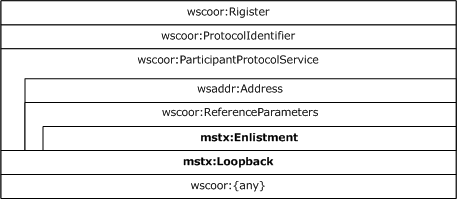 wscoor:Rigister
wscoor:ProtocolIdentifier
wscoor:ParticipantProtocolService
wsaddr:Address
wscoor:ReferenceParameters
mstx:Enlistment
mstx:Loopback
wscoor:{any}